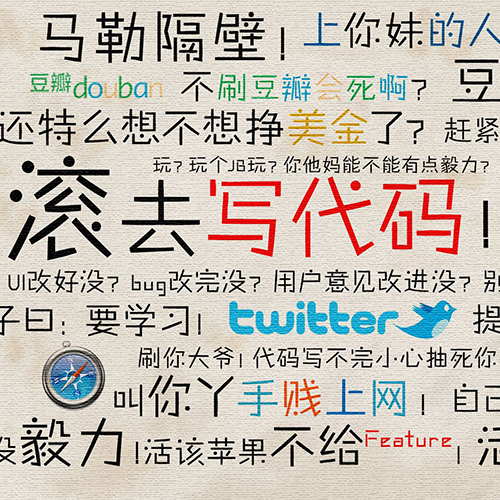 马勒隔壁! 上你妹的人
豆瓣douban 不刷豆瓣会死啊? 豆
还特么想不想挣美金了? 赶紧
玩? 玩个JB玩? 你他妈能不能有点毅力?
滚去写代码!
UI改好没? bug改完没? 用户意见改进没? 别
子曰: 要学习! twitter 提
刷你大爷! 代码写不完小心抽死你
叫你丫手贱上网! 自己
没毅力!活该苹果不给Feature! 活